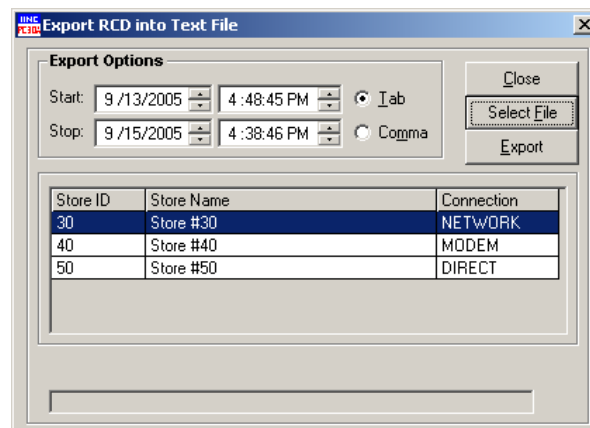 Export RCD into Text File
Export Options
Start: 9 /13/2005 4 :48:45 PM Tab
Stop: 9 /15/2005 4 :38:46 PM Comma
Close
Select File
Export
Store ID Store Name Connection
30 Store #30 NETWORK
40 Store #40 MODEM
50 Store #50 DIRECT